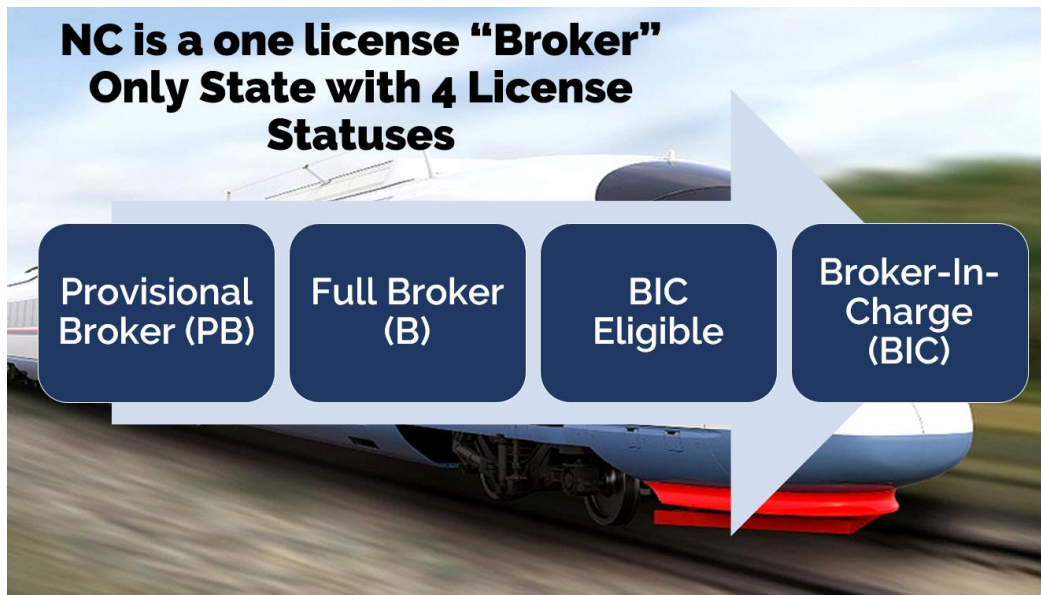 NC is a one license “Broker”
Only State with 4 License
Statuses
Provisional
Broker (PB)
Full Broker
(B)
BIC
Eligible
Broker-In-
Charge
(BIC)